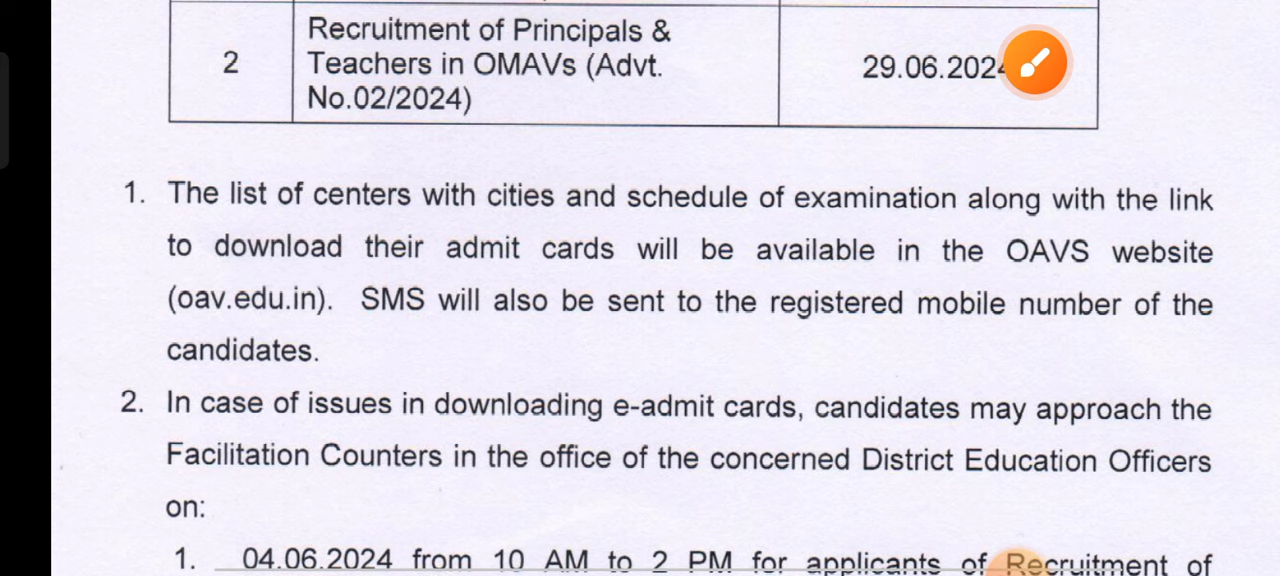 Recruitment of Principals &
2 Teachers in OMAVs (Advt. 29.06.2024
No.02/2024)
1. The list of centers with cities and schedule of examination along with the link
to download their admit cards will be available in the OAVS website
(oav.edu.in). SMS will also be sent to the registered mobile number of the
candidates.
2. In case of issues in downloading e-admit cards, candidates may approach the
Facilitation Counters in the office of the concerned District Education Officers
on:
1. 04.06.2024 from 10 AM to 2 PM for applicants of Recruitment of